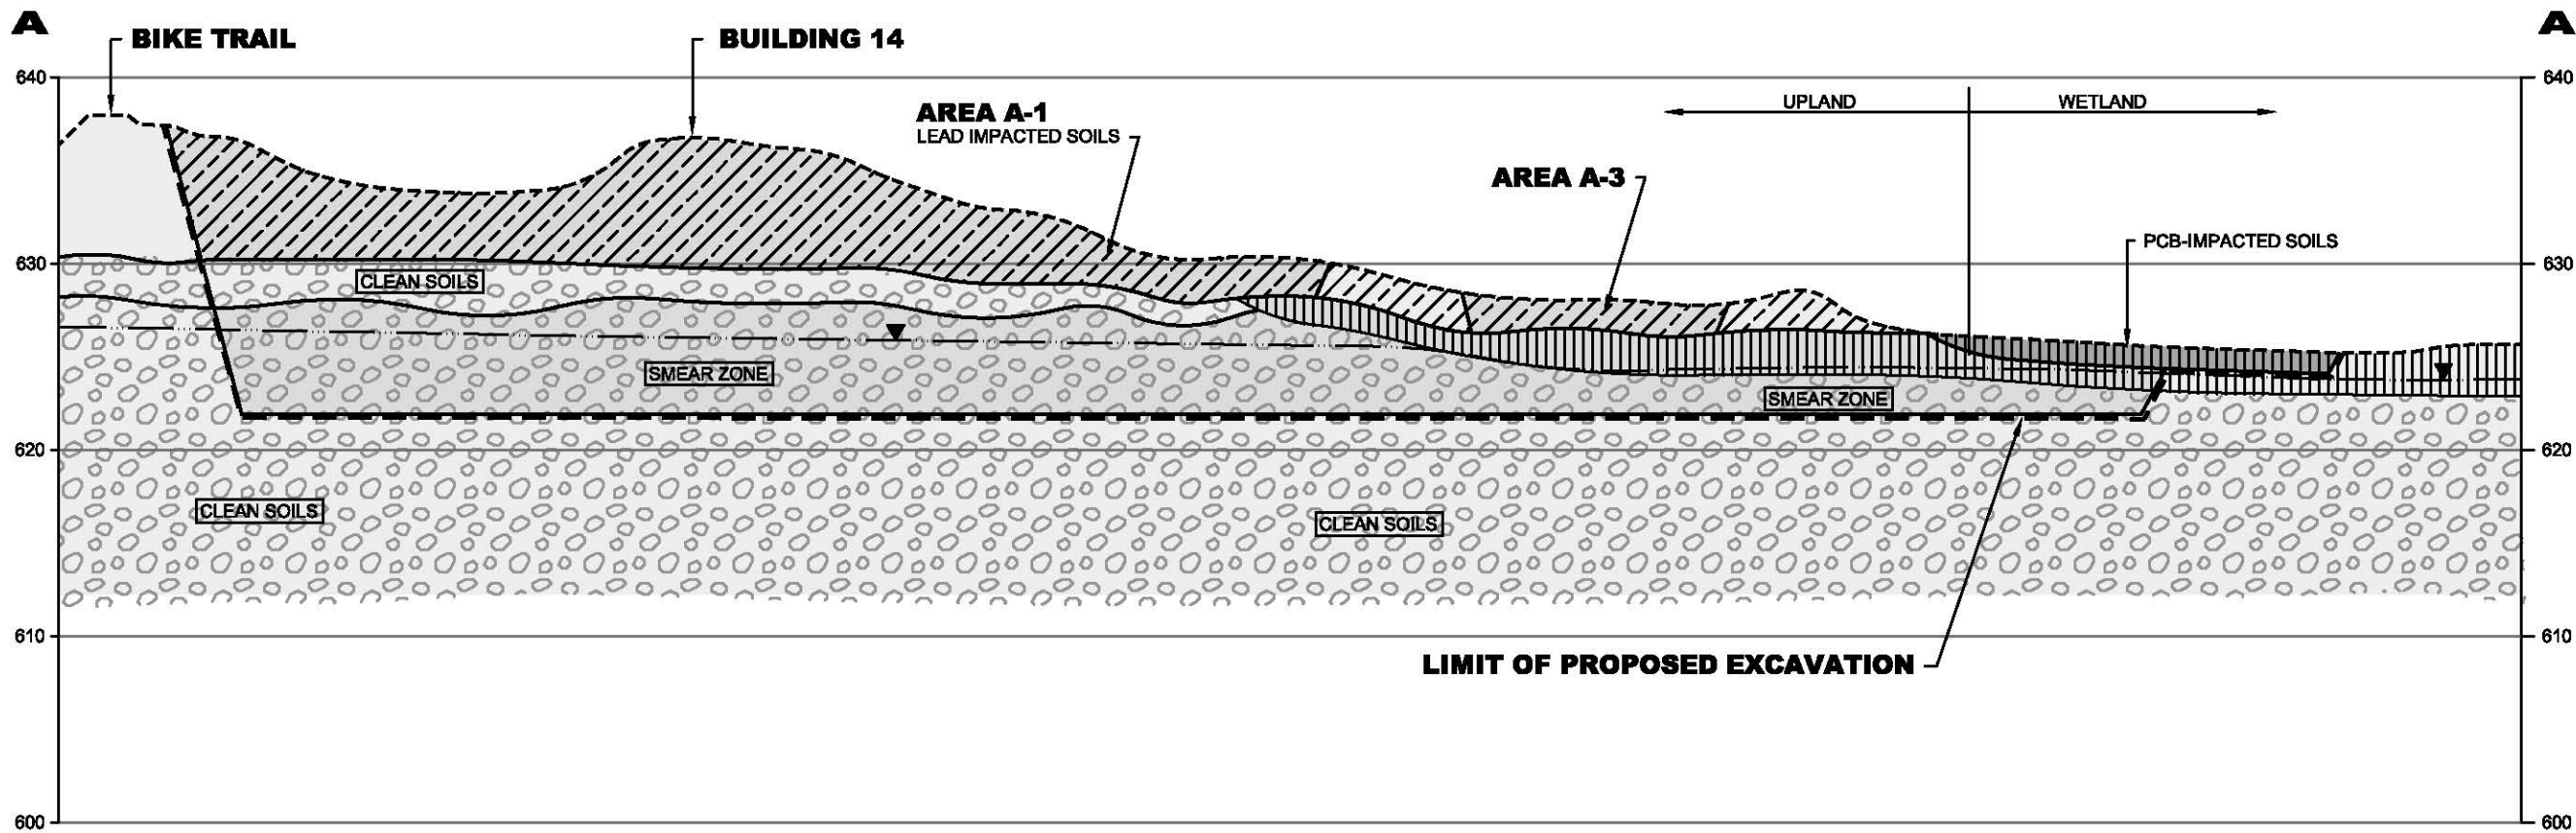 A
A
BIKE TRAIL
BUILDING 14
640
640
AREA A-1
LEAD IMPACTED SOILS
UPLAND
WETLAND
AREA A-3
PCB-IMPACTED SOILS
630
630
CLEAN SOILS
SMEAR ZONE
SMEAR ZONE
620
620
CLEAN SOILS
CLEAN SOILS
610
610
LIMIT OF PROPOSED EXCAVATION
600
600